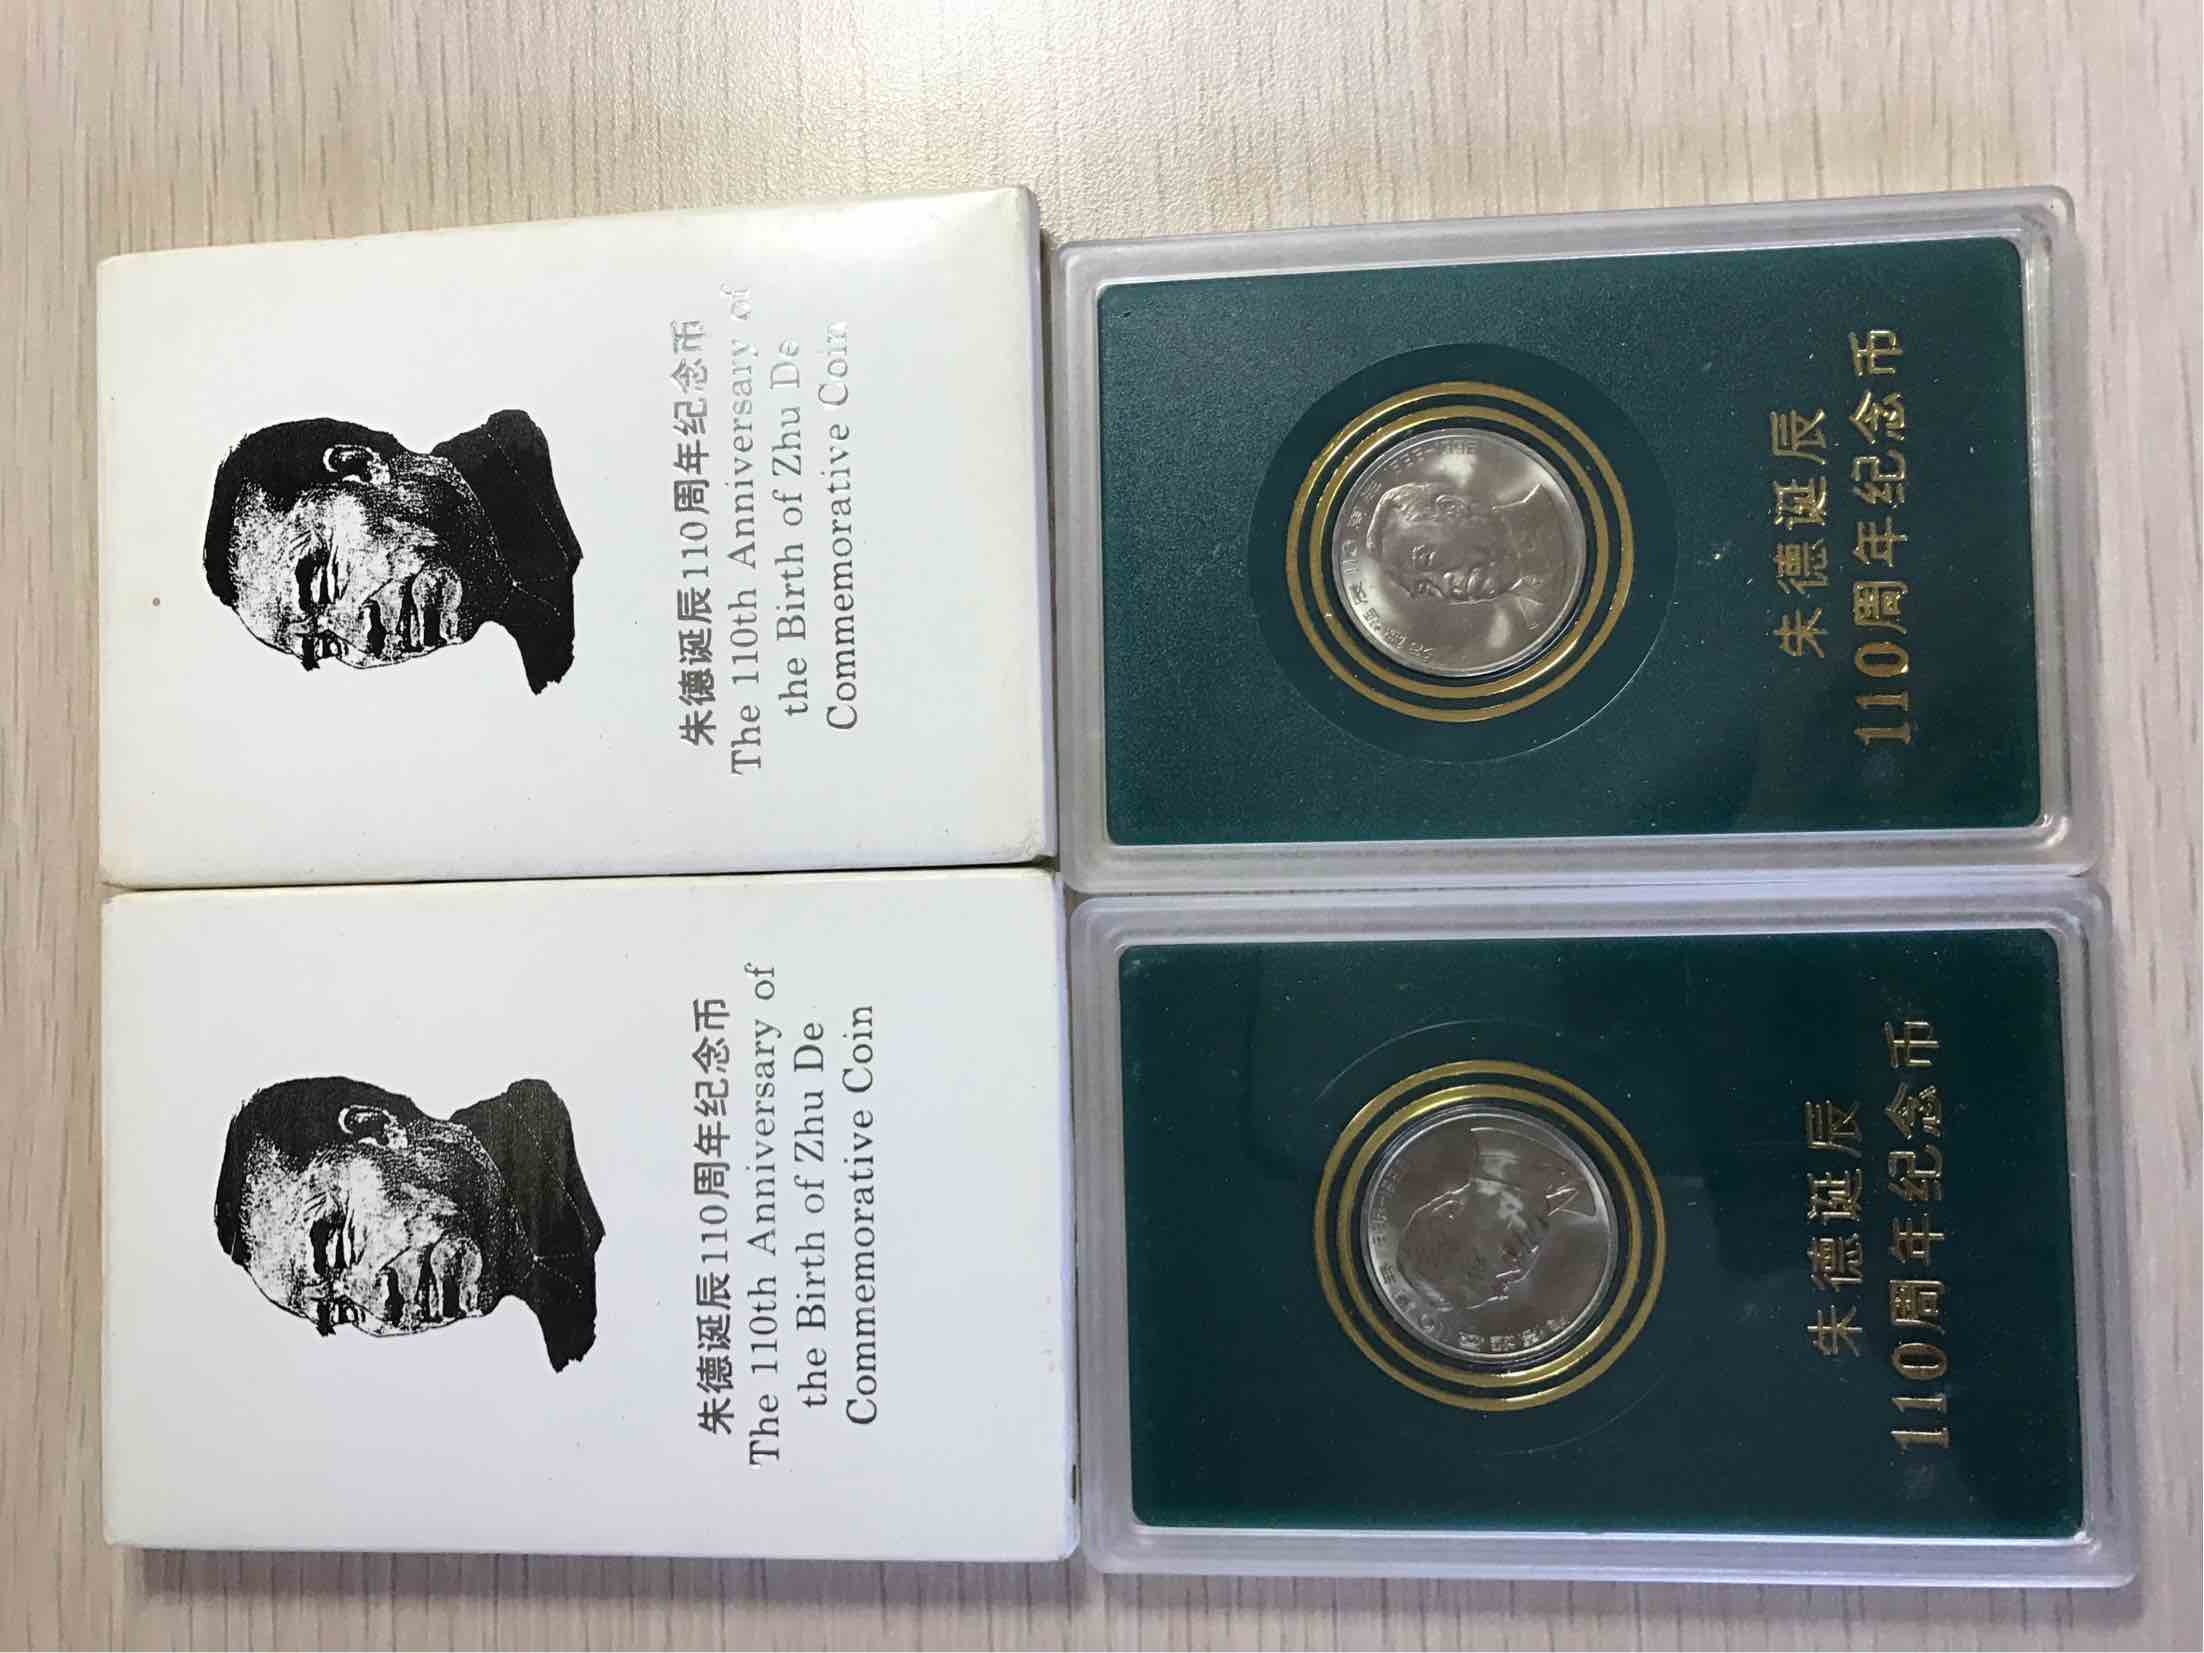 朱德诞辰110周年纪念币
The 110th Anniversary of
the Birth of Zhu De
Commemorative Coin
朱德诞辰110周年纪念币
The 110th Anniversary of
the Birth of Zhu De
Commemorative Coin
朱德诞辰
110周年纪念币
朱德诞辰
110周年纪念币